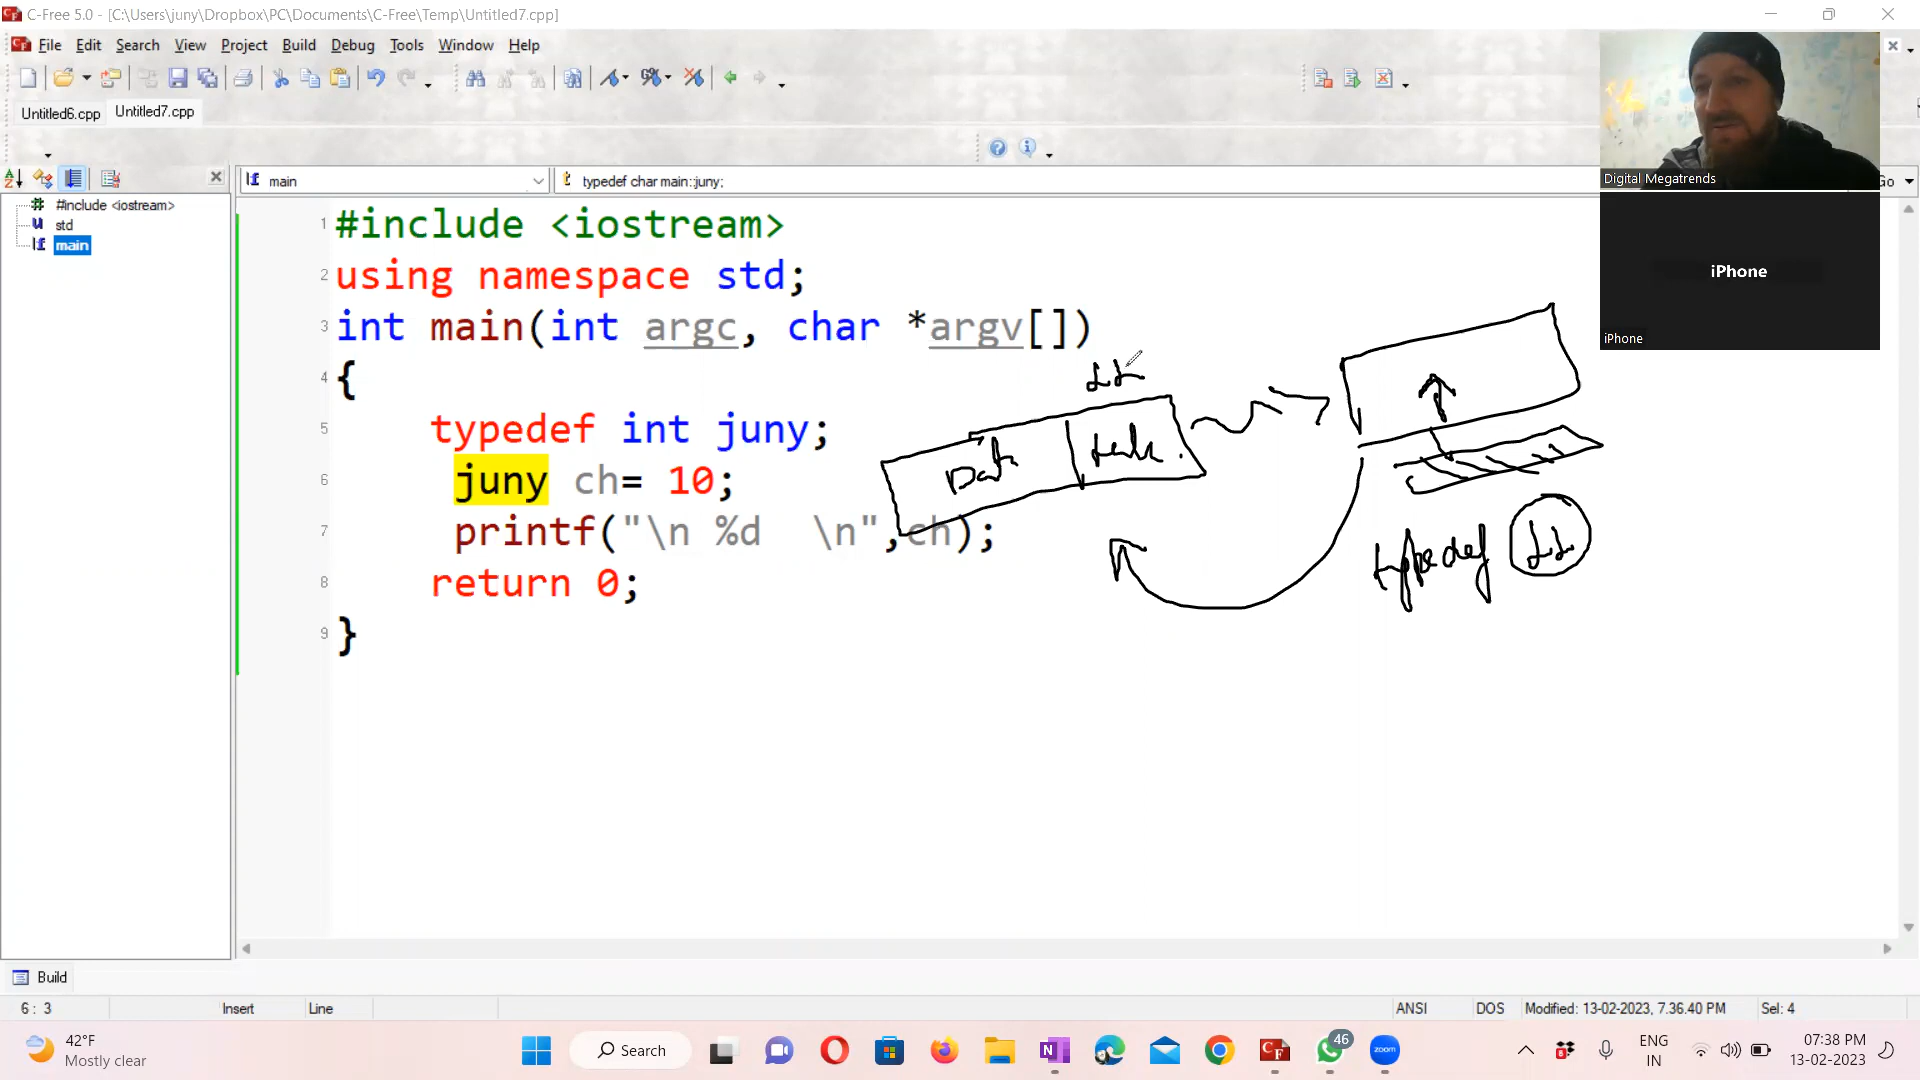 C-Free 5.0 - [C:\Users\juny\Dropbox\PC\Documents\C-Free\Temp\Untitled7.cpp]
File Edit Search View Project Build Debug Tools Window Help
Untitled6.cpp Untitled7.cpp
Digital Megatrends
iPhone
iPhone
main
typedef char main::juny;
Go
#include <iostream>
std
main
1 #include <iostream>
2 using namespace std;
3 int main(int argc, char *argv[])
4 {
5 typedef int juny;
6 juny ch= 10;
7 printf("\n %d  \n",ch);
8 return 0;
9 }
LL
Data
typedef LL
Build
6 : 3 Insert Line ANSI DOS Modified: 13-02-2023, 7.36.40 PM Sel: 4
42°F
Mostly clear
Search
46
zoom
ENG
IN
07:38 PM
13-02-2023